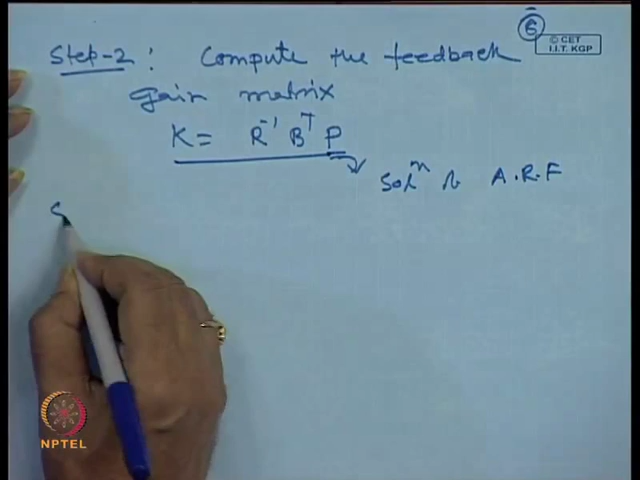 6
© CET
I.I.T. KGP
Step-2: Compute the feedback
gain matrix
K = R⁻¹ Bᵀ P
Solⁿ of A.R.F
S
NPTEL